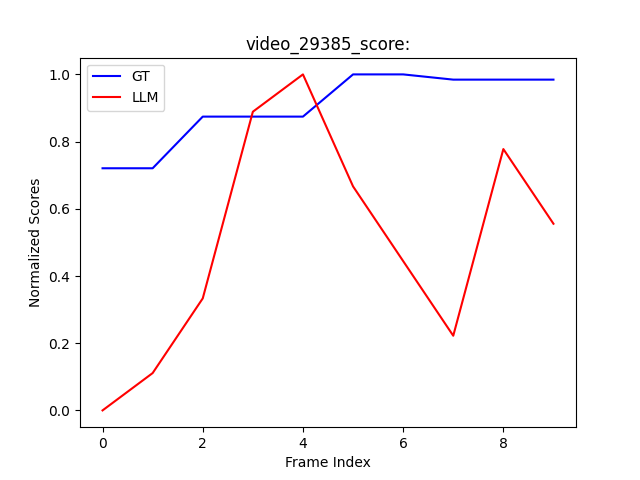 video_29385_score:
GT
LLM
1.0
0.8
0.6
0.4
0.2
0.0
Normalized Scores
0 2 4 6 8
Frame Index